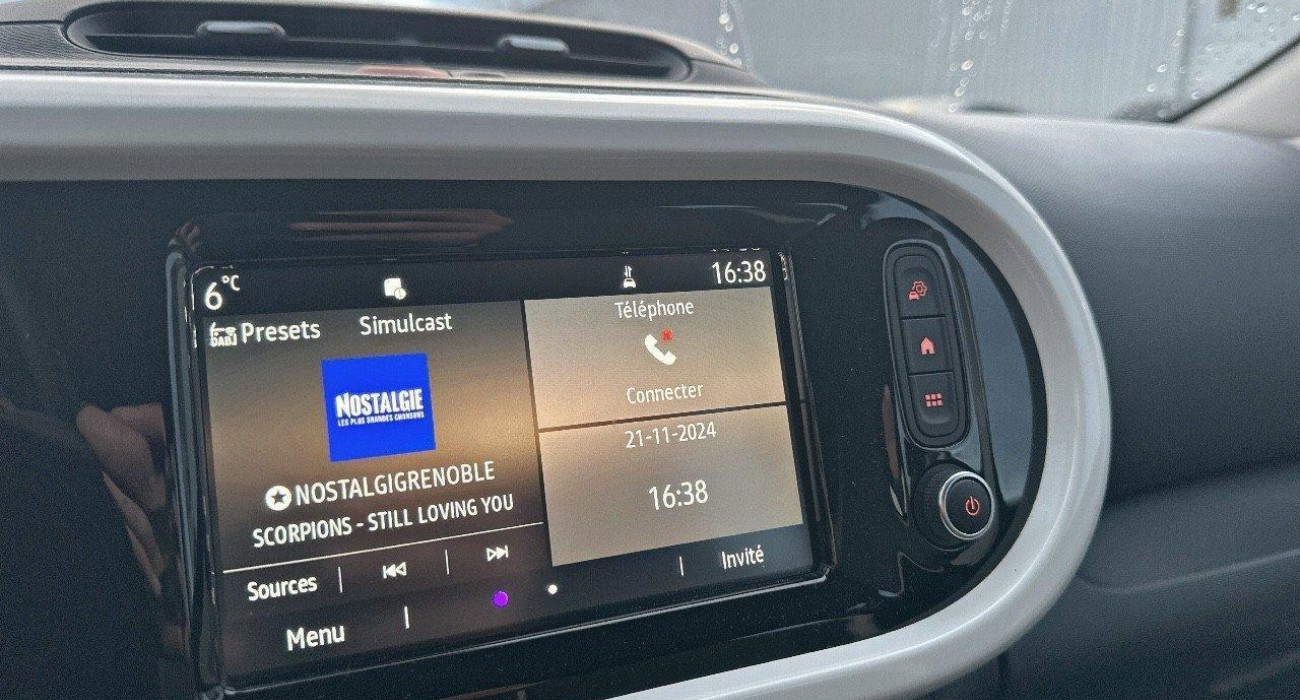 6°C
16:38
DAB Presets
Simulcast
NOSTALGIE
LES PLUS GRANDES CHANSONS
NOSTALGIGRENOBLE
SCORPIONS - STILL LOVING YOU
Sources
Menu
Téléphone
Connecter
21-11-2024
16:38
Invité